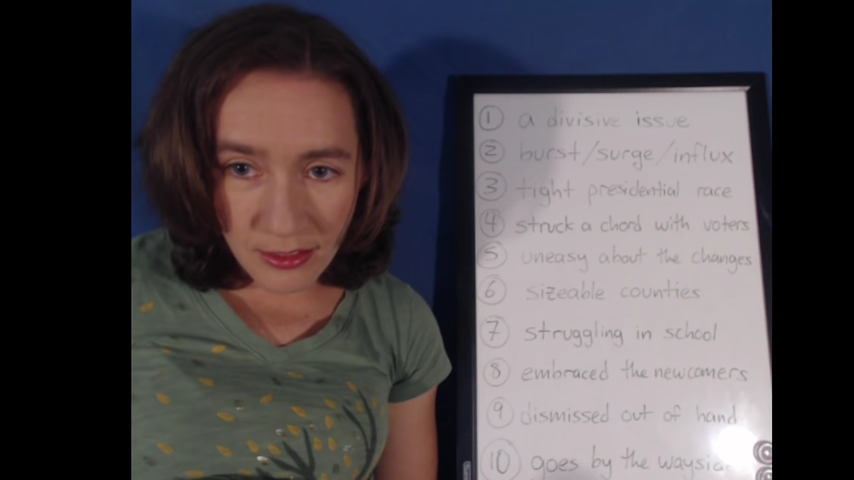 1 a divisive issue
2 burst/surge/influx
3 tight presidential race
4 struck a chord with voters
5 uneasy about the changes
6 sizeable counties
7 struggling in school
8 embraced the newcomers
9 dismissed out of hand
10 goes by the